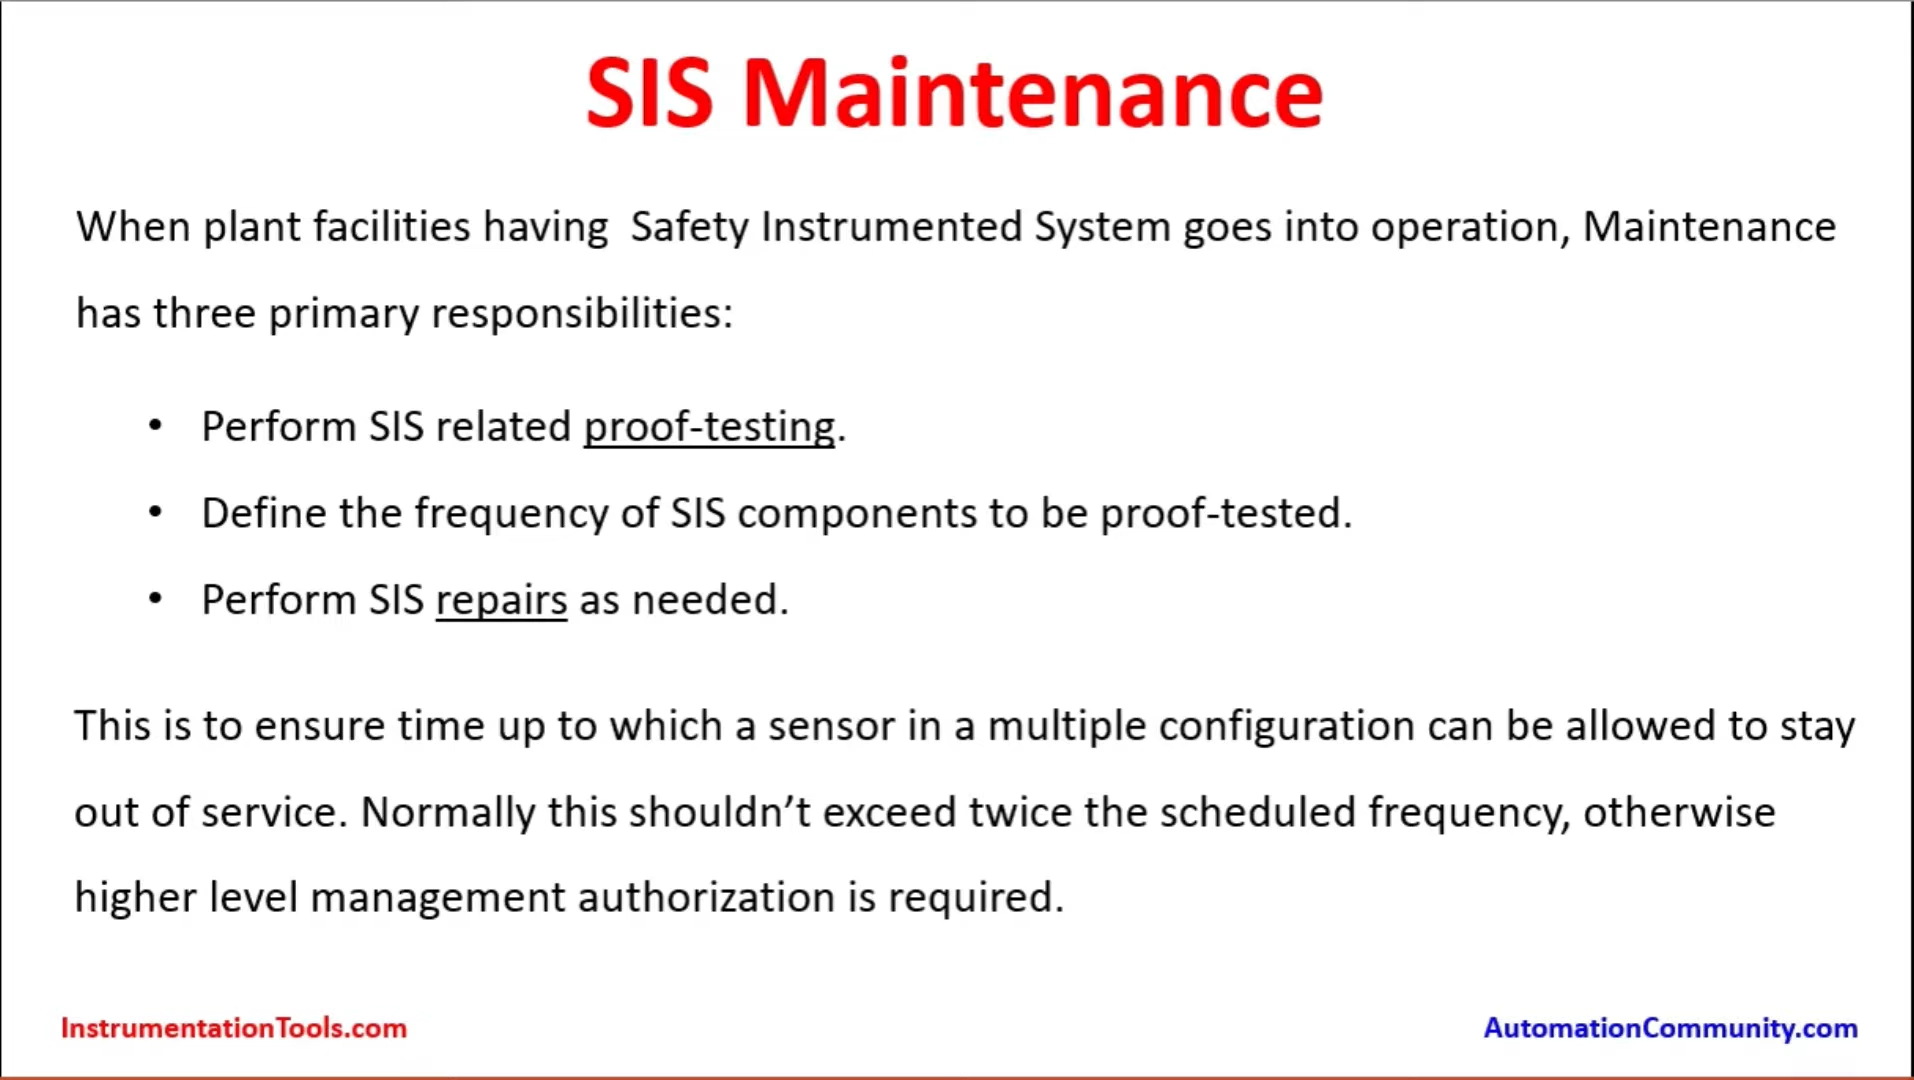 SIS Maintenance
When plant facilities having  Safety Instrumented System goes into operation, Maintenance
has three primary responsibilities:
• Perform SIS related proof-testing.
• Define the frequency of SIS components to be proof-tested.
• Perform SIS repairs as needed.
This is to ensure time up to which a sensor in a multiple configuration can be allowed to stay
out of service. Normally this shouldn’t exceed twice the scheduled frequency, otherwise
higher level management authorization is required.
InstrumentationTools.com
AutomationCommunity.com